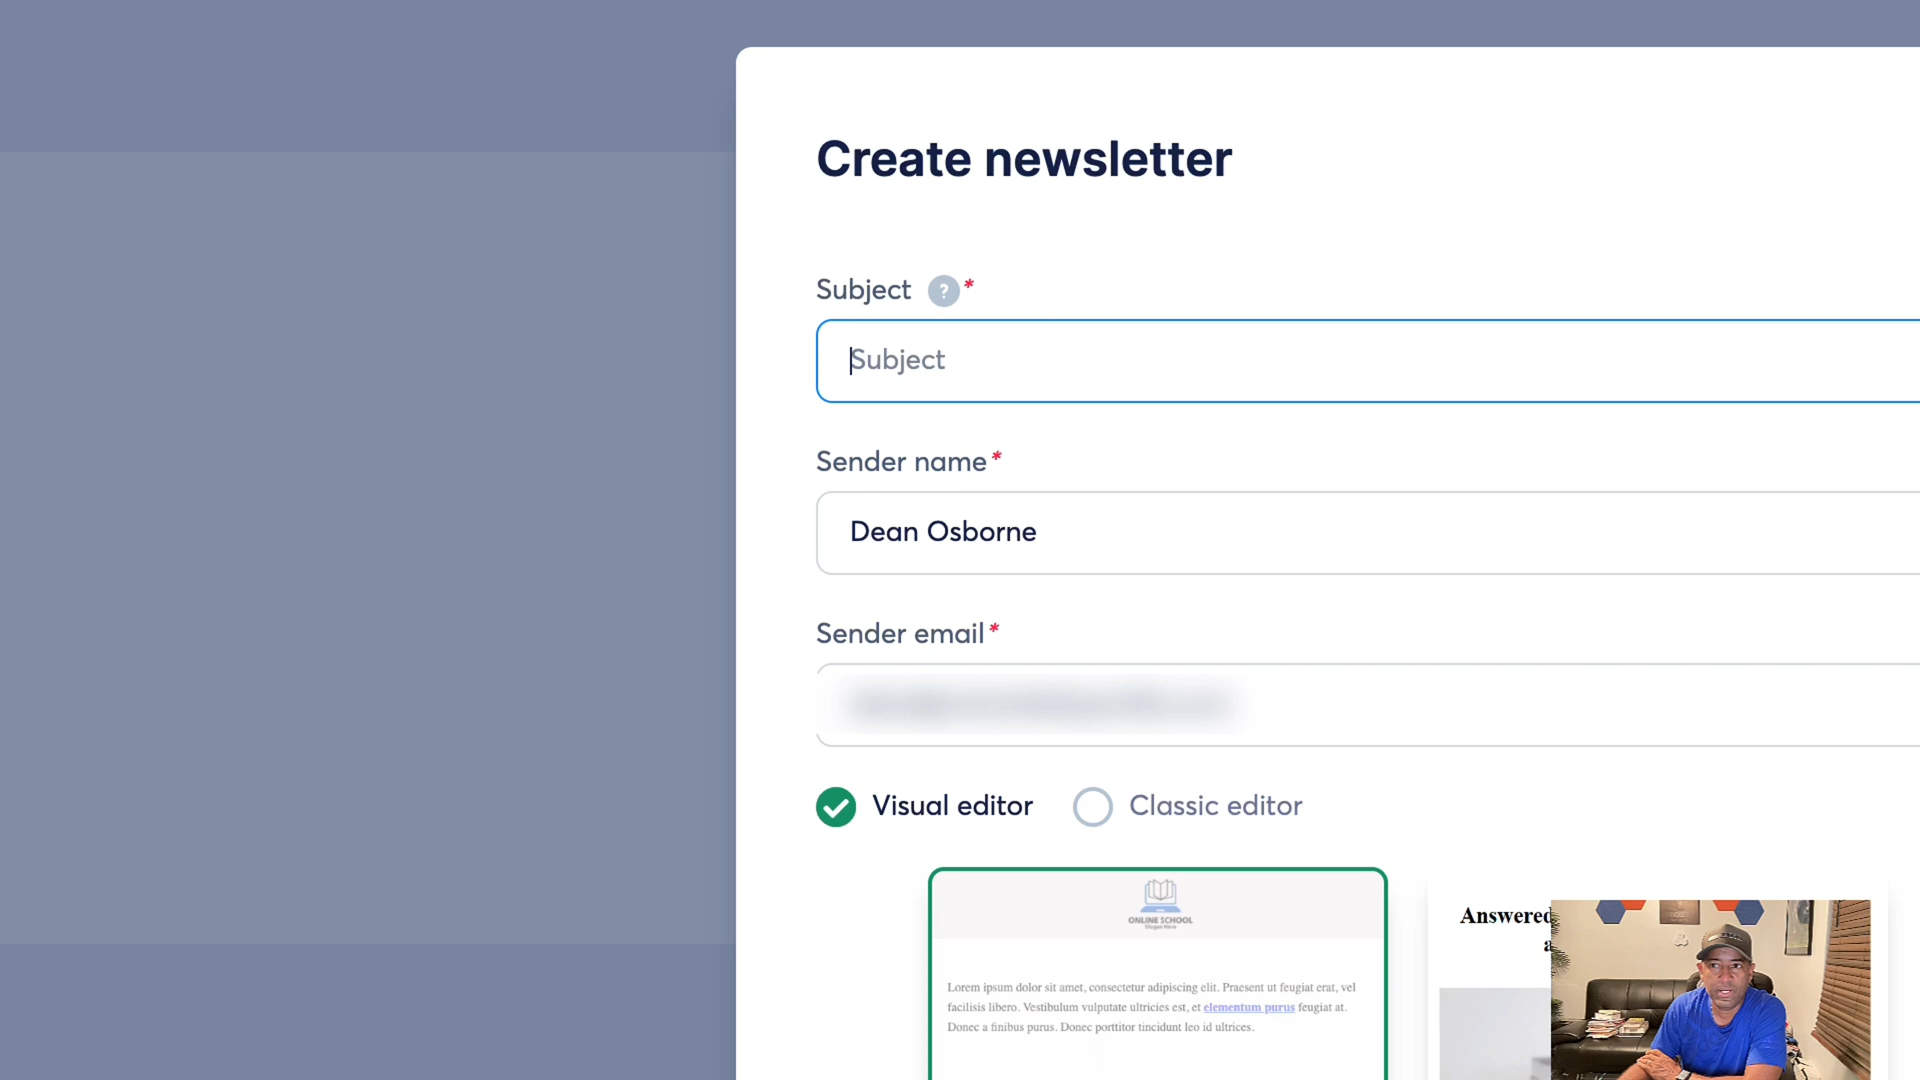 Create newsletter
Subject ? *
Subject
Sender name *
Dean Osborne
Sender email *
Visual editor
Classic editor
ONLINE SCHOOL
Slogan Here
Lorem ipsum dolor sit amet, consectetur adipiscing elit. Praesent ut feugiat erat, vel
facilisis libero. Vestibulum vulputate ultricies est, et elementum purus feugiat at.
Donec a finibus purus. Donec porttitor tincidunt leo id ultrices.
Answered